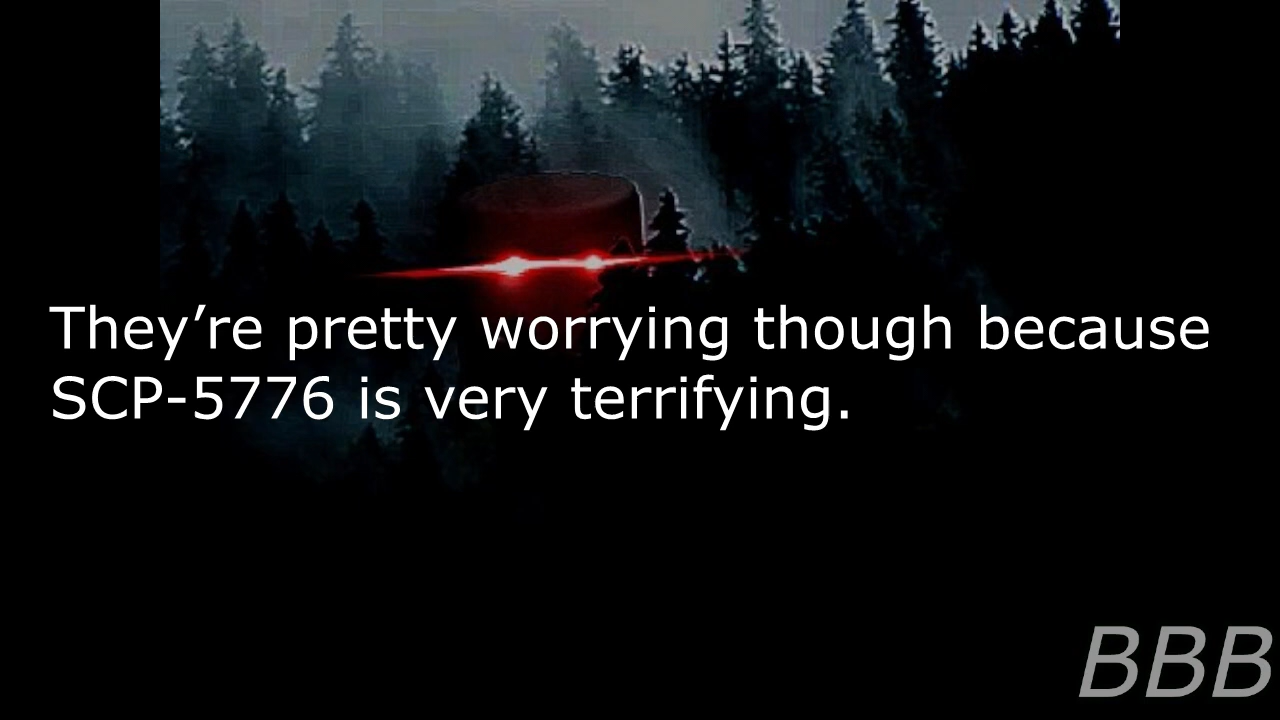 They’re pretty worrying though because
SCP-5776 is very terrifying.
BBB